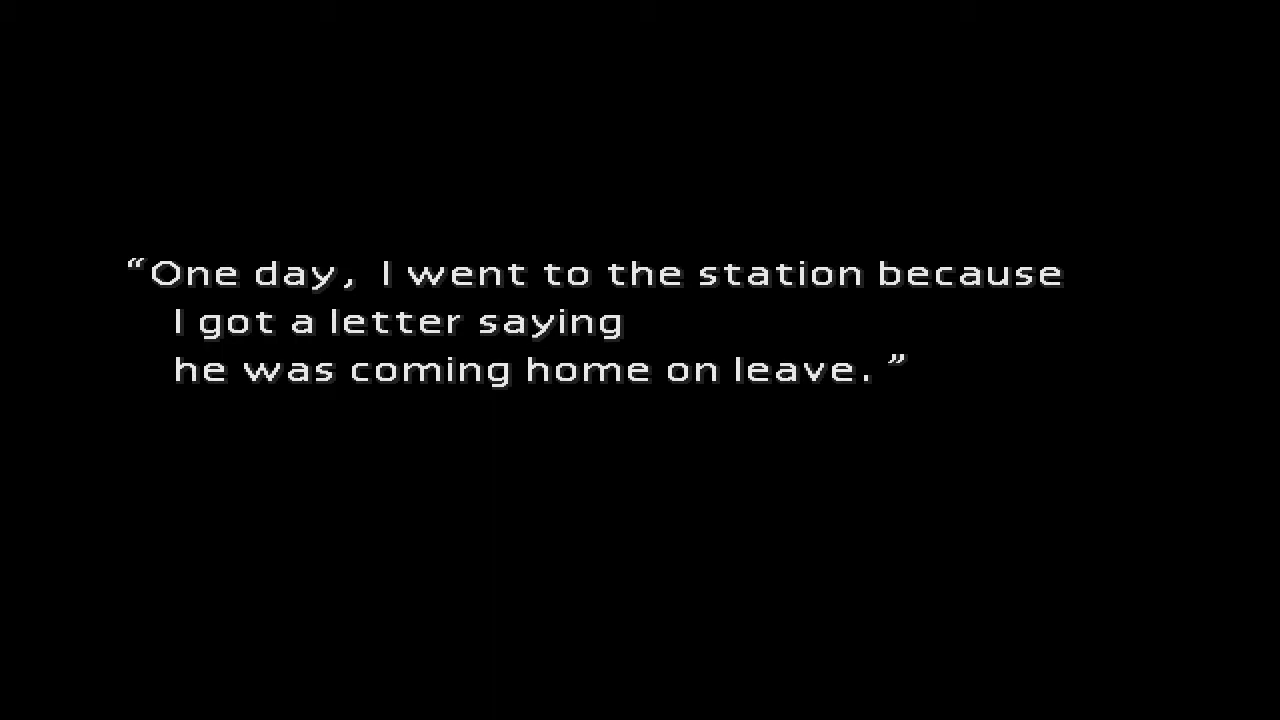 “One day, I went to the station because
I got a letter saying
he was coming home on leave.”